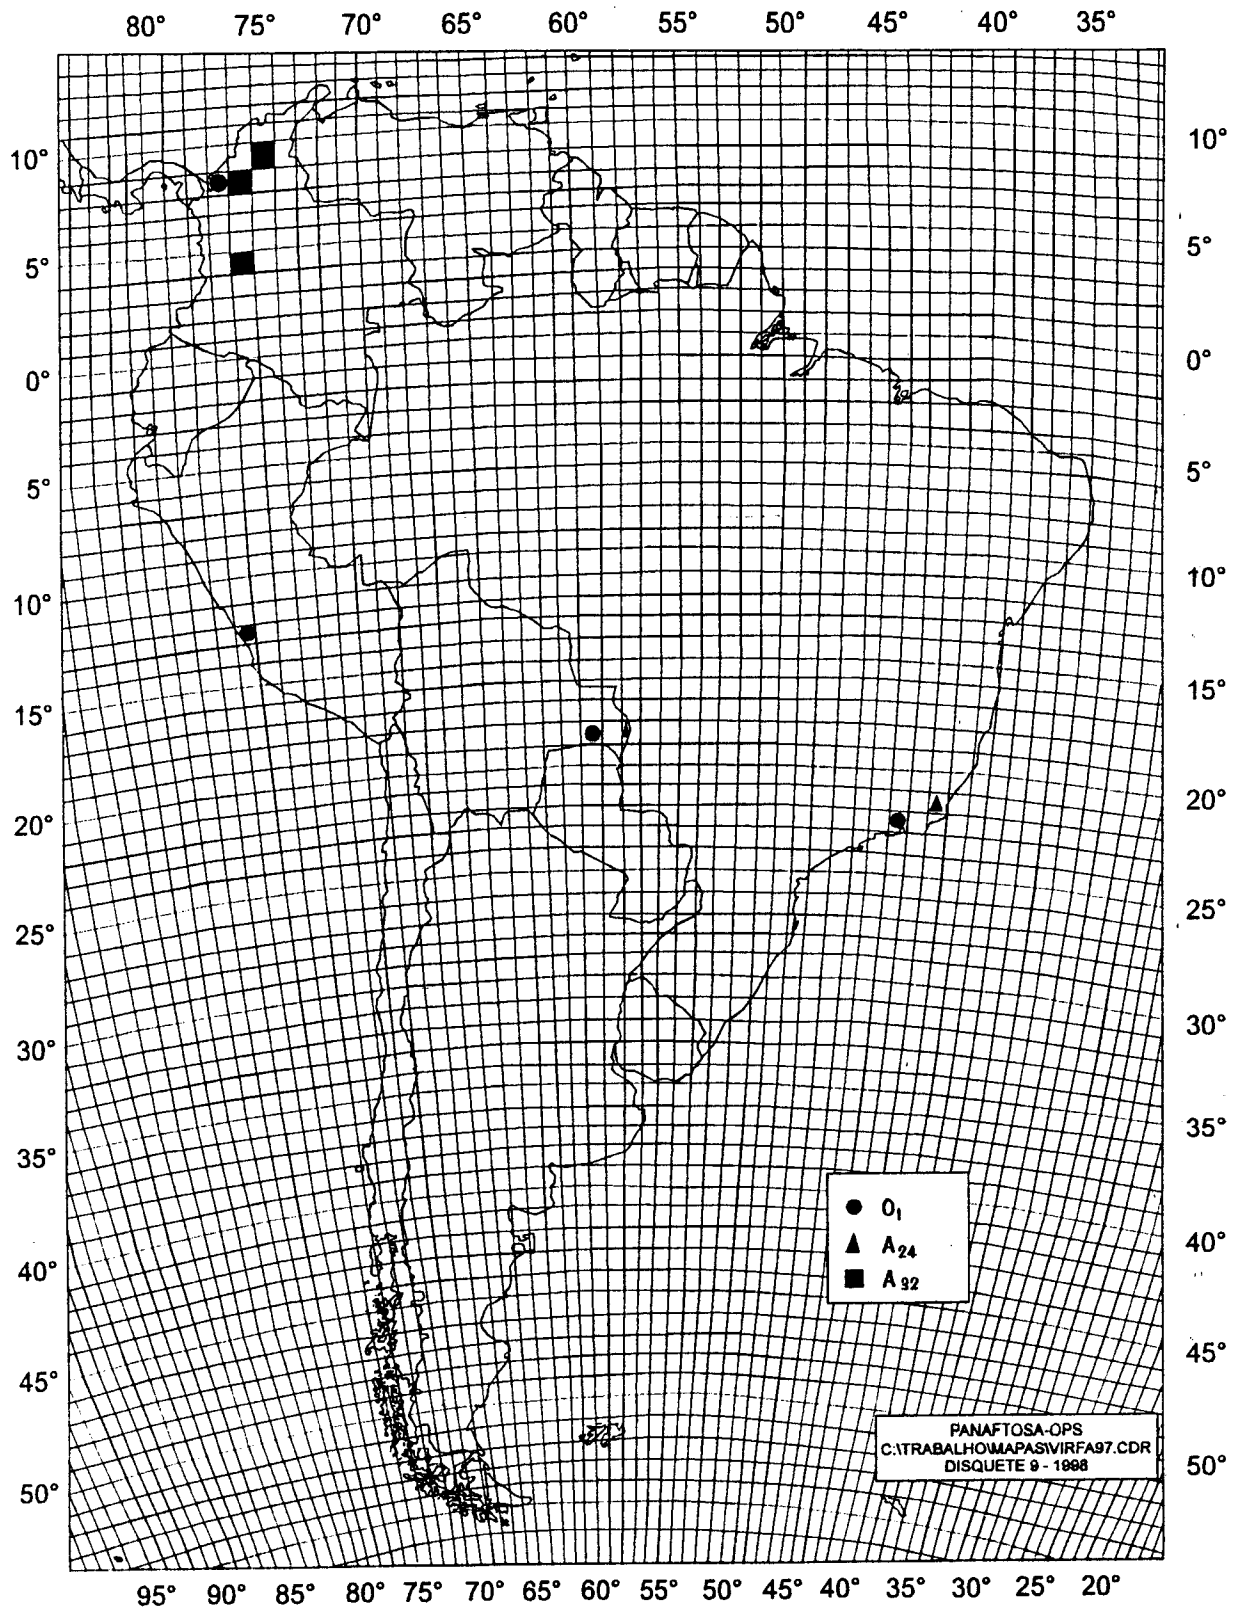 80° 75° 70° 65° 60° 55° 50° 45° 40° 35°
10° 10°
5° 5°
0° 0°
5° 5°
10° 10°
15° 15°
20° 20°
25° 25°
30° 30°
35° 35°
40° 40°
45° 45°
50° 50°
O₁
A₂₄
A₃₂
PANAFTOSA-OPS
C:\TRABALHO\MAPAS\VIRFA97.CDR
DISQUETE 9 - 1998
95° 90° 85° 80° 75° 70° 65° 60° 55° 50° 45° 40° 35° 30° 25° 20°